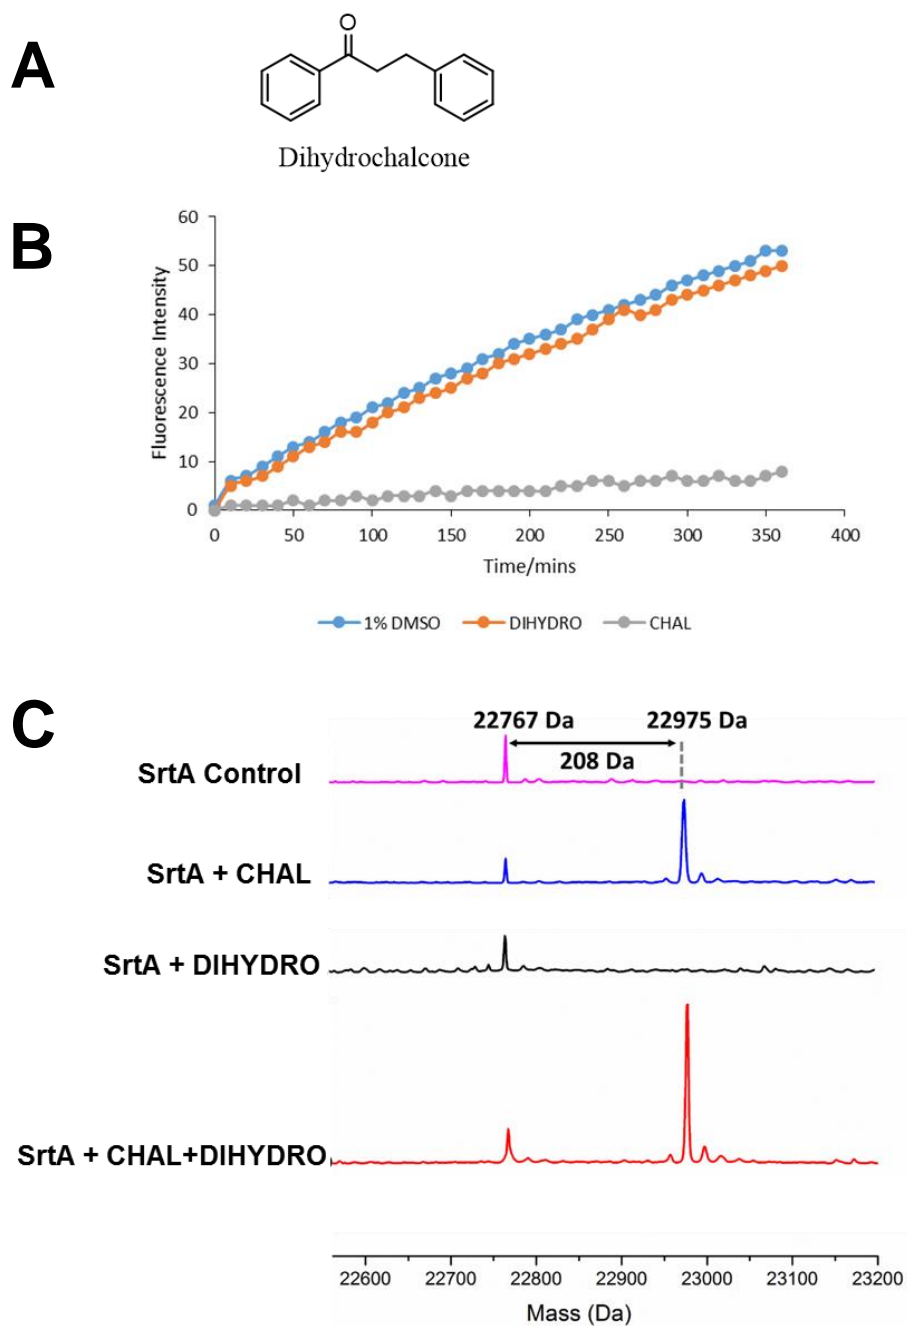 A
O
Dihydrochalcone
B
Fluorescence Intensity
60
50
40
30
20
10
0
0 50 100 150 200 250 300 350 400
Time/mins
1% DMSO DIHYDRO CHAL
C
22767 Da 22975 Da
208 Da
SrtA Control
SrtA + CHAL
SrtA + DIHYDRO
SrtA + CHAL+DIHYDRO
22600 22700 22800 22900 23000 23100 23200
Mass (Da)